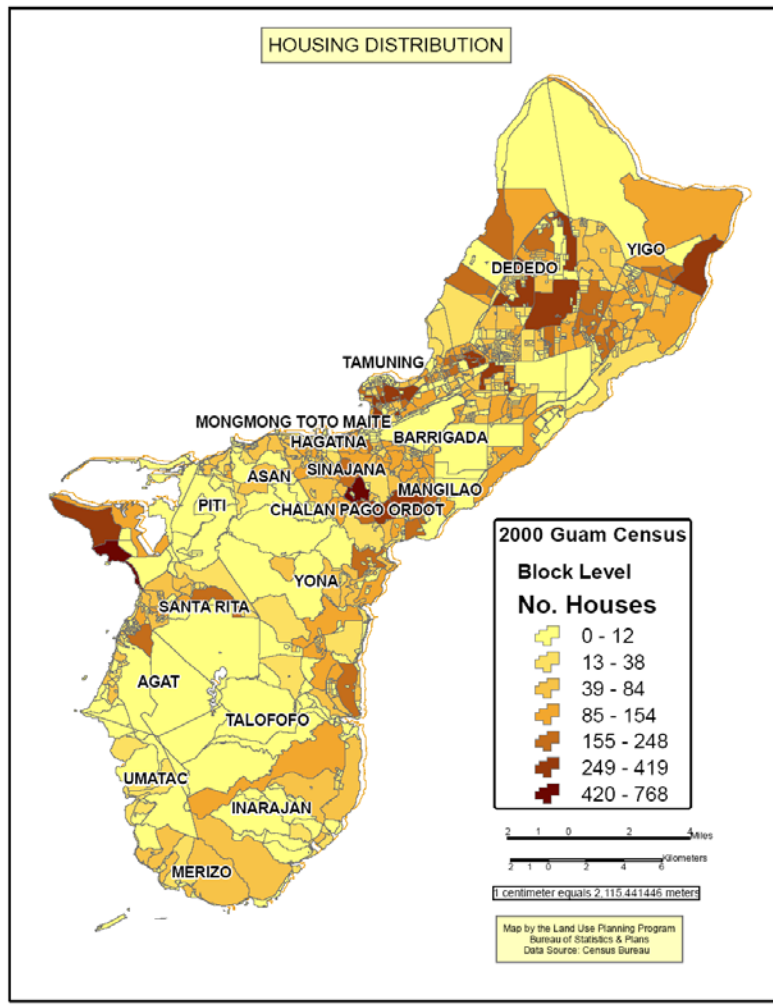 HOUSING DISTRIBUTION
YIGO
DEDEDO
TAMUNING
MONGMONG TOTO MAITE
HAGATNA
BARRIGADA
SINAJANA
ASAN
MANGILAO
PITI
CHALAN PAGO ORDOT
YONA
SANTA RITA
AGAT
TALOFOFO
UMATAC
INARAJAN
MERIZO
2000 Guam Census
Block Level
No. Houses
0 - 12
13 - 38
39 - 84
85 - 154
155 - 248
249 - 419
420 - 768
2 1 0 2 4 Miles
Kilometers
2 1 0 2 4 6
1 centimeter equals 2,115.441446 meters
Map by the Land Use Planning Program
Bureau of Statistics & Plans
Data Source: Census Bureau